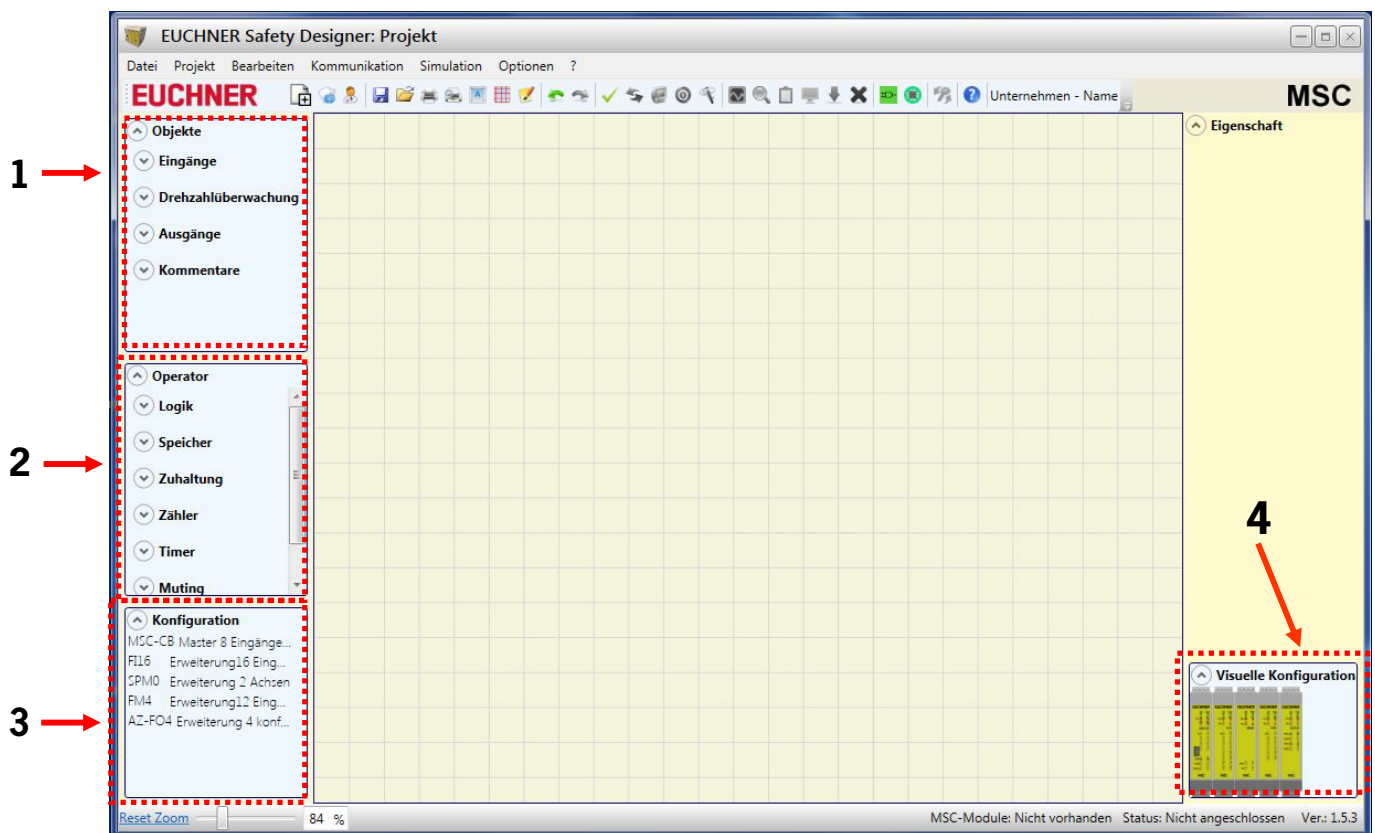 EUCHNER Safety Designer: Projekt
Datei Projekt Bearbeiten Kommunikation Simulation Optionen ?
EUCHNER Unternehmen - Name MSC
1
Objekte
Eingänge
Drehzahlüberwachung
Ausgänge
Kommentare
2
Operator
Logik
Speicher
Zuhaltung
Zähler
Timer
Muting
3
Konfiguration
MSC-CB Master 8 Eingänge...
FI16 Erweiterung16 Eing...
SPM0 Erweiterung 2 Achsen
FM4 Erweiterung12 Eing...
AZ-FO4 Erweiterung 4 konf...
Eigenschaft
4
Visuelle Konfiguration
Reset Zoom 84 % MSC-Module: Nicht vorhanden Status: Nicht angeschlossen Ver.: 1.5.3